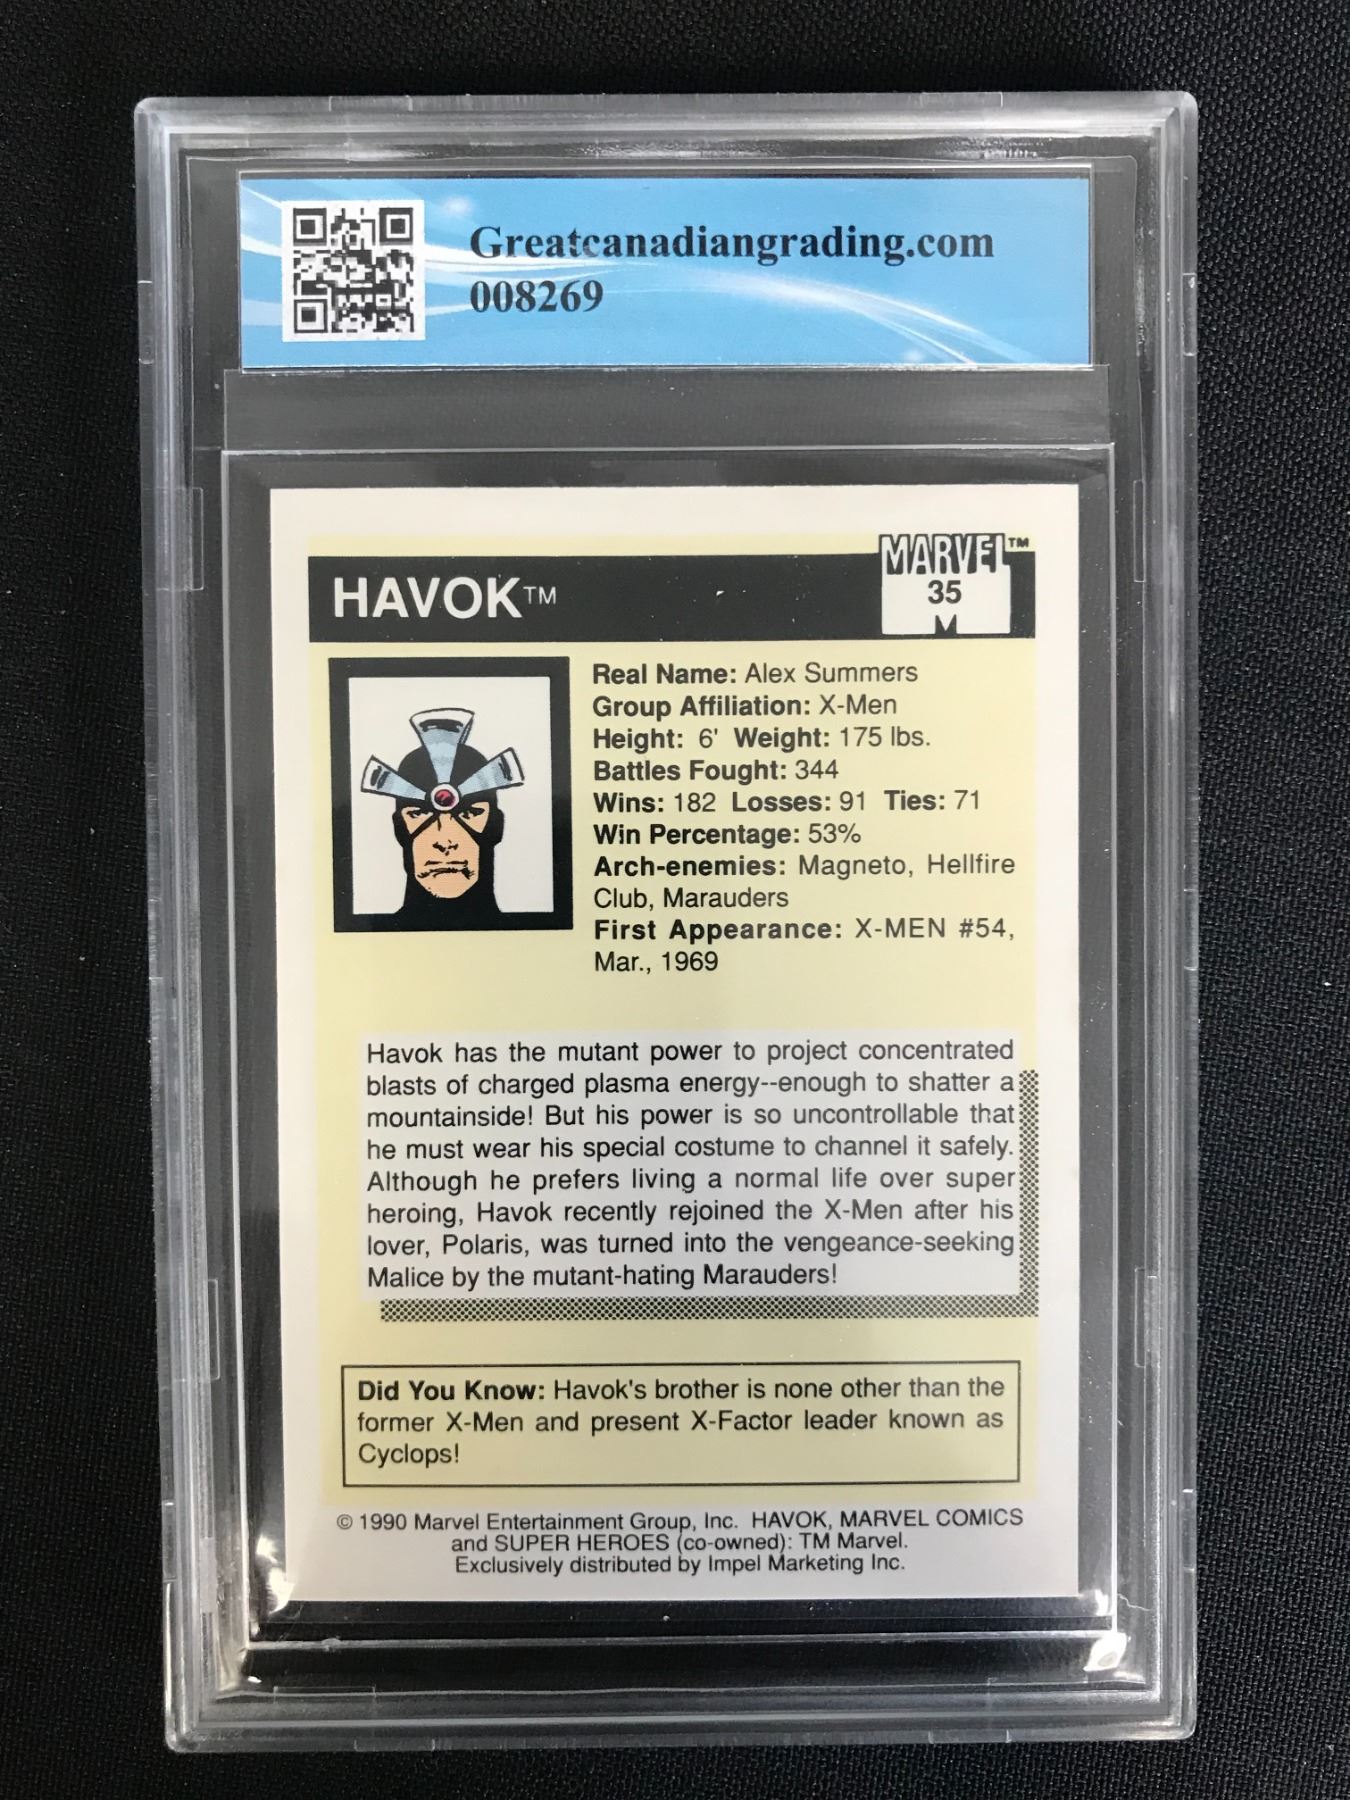 Greatcanadiangrading.com
008269
MARVEL™
HAVOK™
35
Real Name: Alex Summers
Group Affiliation: X-Men
Height: 6' Weight: 175 lbs.
Battles Fought: 344
Wins: 182 Losses: 91 Ties: 71
Win Percentage: 53%
Arch-enemies: Magneto, Hellfire
Club, Marauders
First Appearance: X-MEN #54,
Mar., 1969
Havok has the mutant power to project concentrated
blasts of charged plasma energy--enough to shatter a
mountainside! But his power is so uncontrollable that
he must wear his special costume to channel it safely.
Although he prefers living a normal life over super
heroing, Havok recently rejoined the X-Men after his
lover, Polaris, was turned into the vengeance-seeking
Malice by the mutant-hating Marauders!
Did You Know: Havok's brother is none other than the
former X-Men and present X-Factor leader known as
Cyclops!
© 1990 Marvel Entertainment Group, Inc. HAVOK, MARVEL COMICS
and SUPER HEROES (co-owned): TM Marvel.
Exclusively distributed by Impel Marketing Inc.